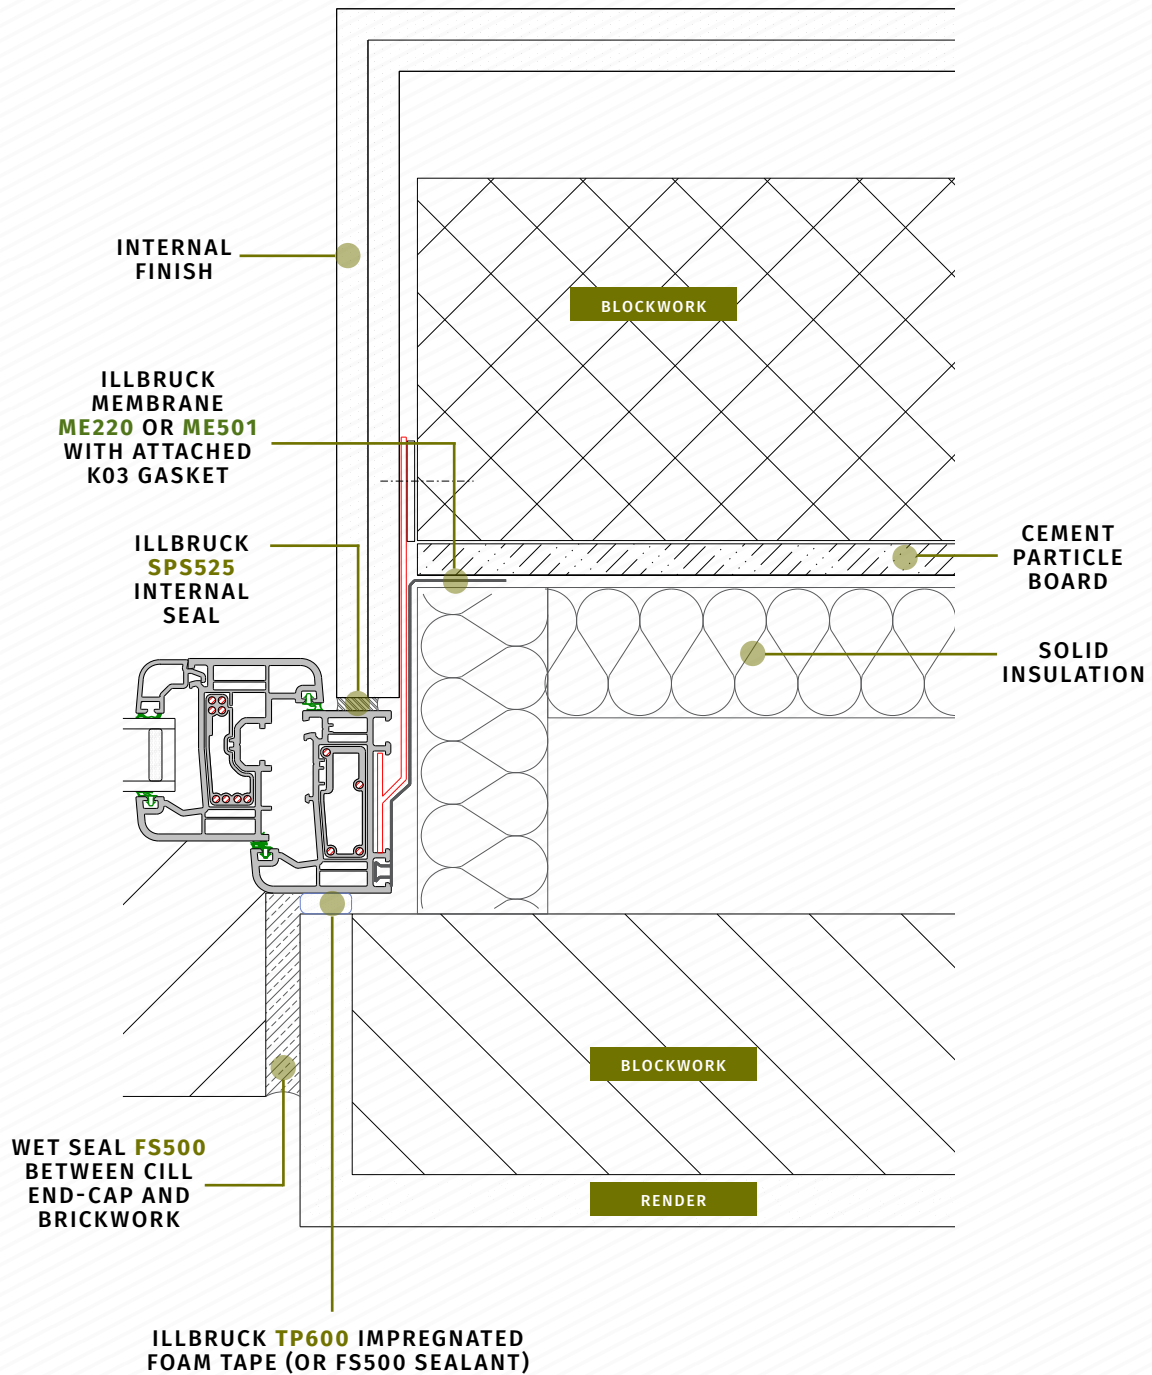 INTERNAL
FINISH
BLOCKWORK
ILLBRUCK
MEMBRANE
ME220 OR ME501
WITH ATTACHED
K03 GASKET
ILLBRUCK
SPS525
INTERNAL
SEAL
CEMENT
PARTICLE
BOARD
SOLID
INSULATION
BLOCKWORK
WET SEAL FS500
BETWEEN CILL
END-CAP AND
BRICKWORK
RENDER
ILLBRUCK TP600 IMPREGNATED
FOAM TAPE (OR FS500 SEALANT)